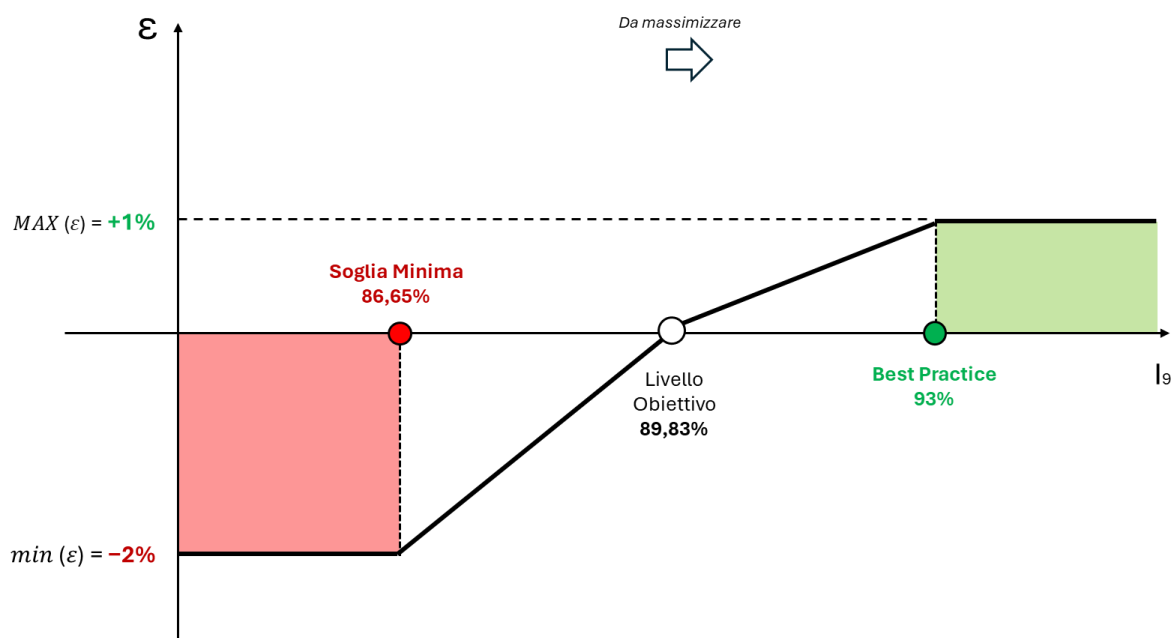 Da massimizzare
ε
MAX (ε) = +1%
Soglia Minima
86,65%
Livello
Obiettivo
89,83%
Best Practice
93%
I₉
min (ε) = −2%